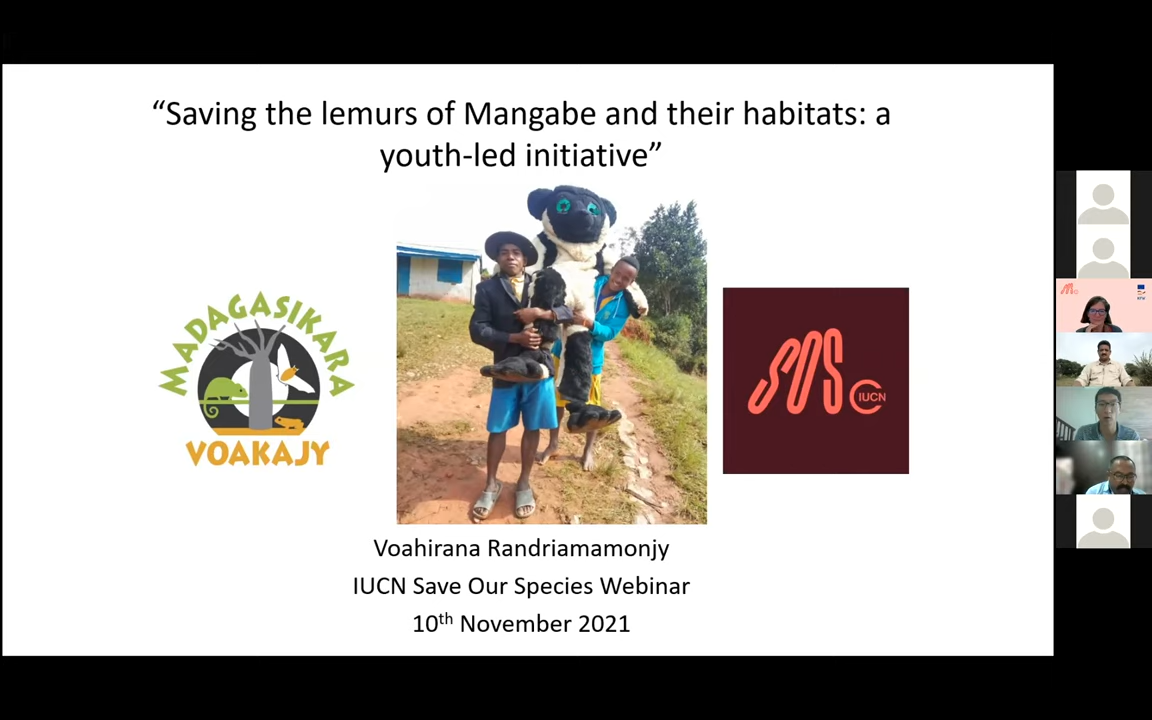 “Saving the lemurs of Mangabe and their habitats: a
youth-led initiative”
MADAGASIKARA
VOAKAJY
SOS
IUCN
Voahirana Randriamamonjy
IUCN Save Our Species Webinar
10th November 2021